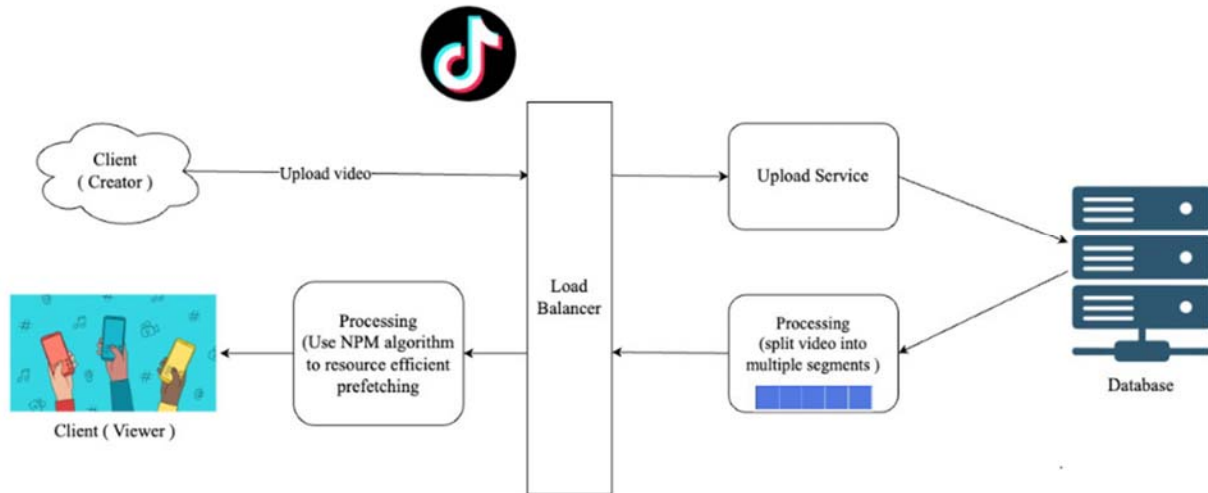 Client
( Creator )
Upload video
Upload Service
Load
Balancer
Processing
(Use NPM algorithm
to resource efficient
prefetching
Processing
(split video into
multiple segments )
Database
Client ( Viewer )